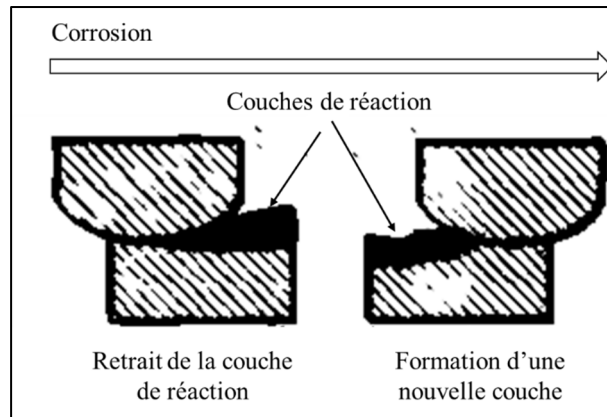 Corrosion
Couches de réaction
Retrait de la couche
de réaction
Formation d'une
nouvelle couche